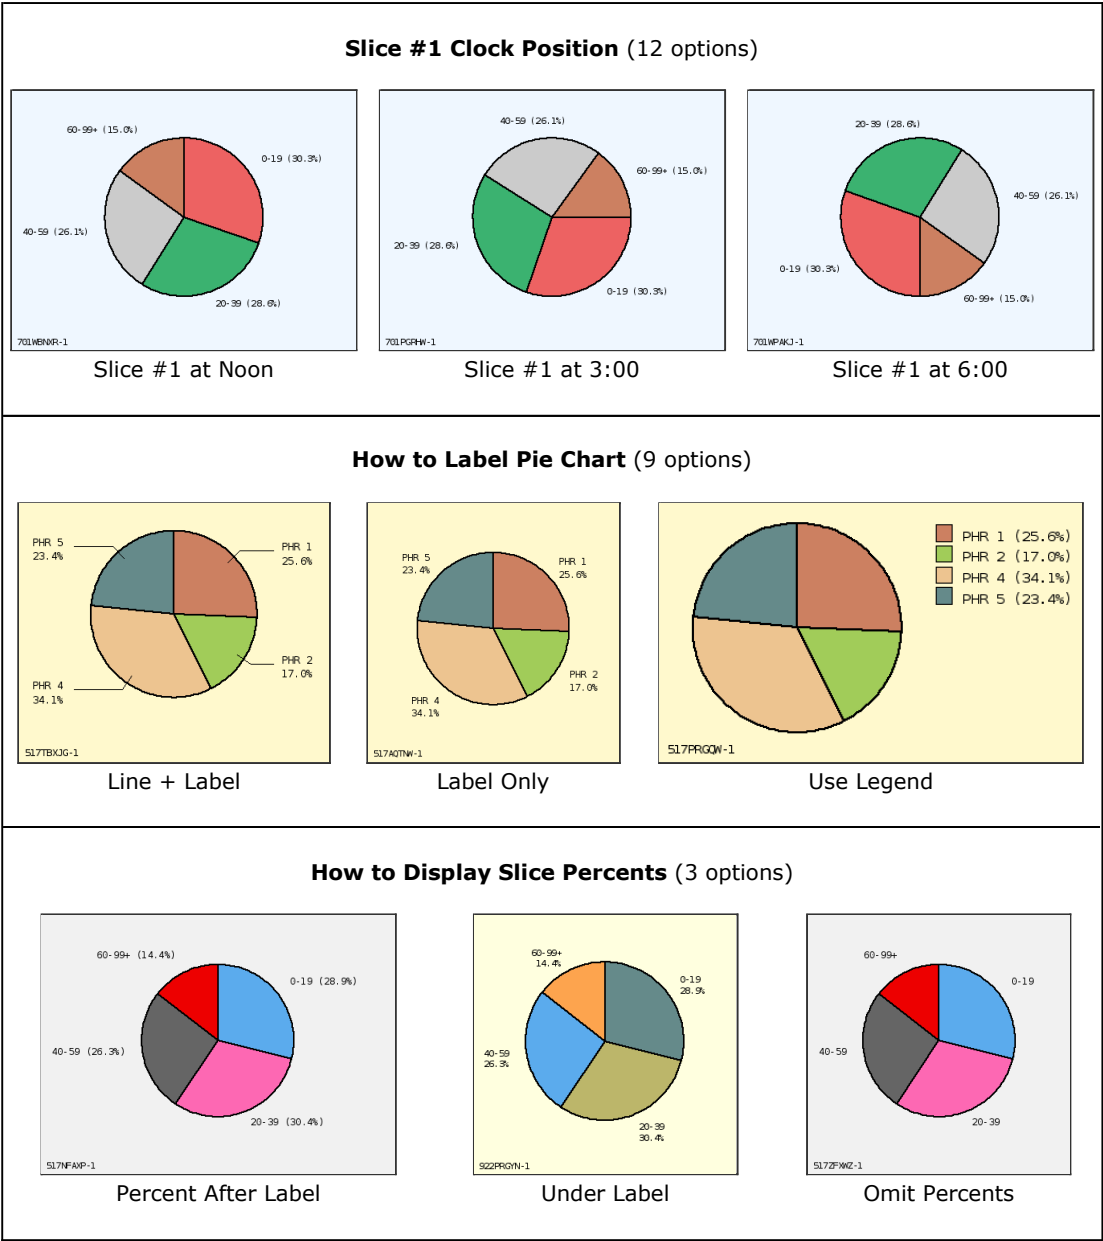 Slice #1 Clock Position (12 options)
60-99+ (15.0%)
0-19 (30.3%)
40-59 (26.1%)
20-39 (28.6%)
701WBNXR-1
40-59 (26.1%)
60-99+ (15.0%)
20-39 (28.6%)
0-19 (30.3%)
701PGRHW-1
20-39 (28.6%)
40-59 (26.1%)
0-19 (30.3%)
60-99+ (15.0%)
701WPAKJ-1
Slice #1 at Noon
Slice #1 at 3:00
Slice #1 at 6:00
How to Label Pie Chart (9 options)
PHR 5
23.4%
PHR 1
25.6%
PHR 2
17.0%
PHR 4
34.1%
517TBXJG-1
PHR 5
23.4%
PHR 1
25.6%
PHR 2
17.0%
PHR 4
34.1%
517AQTNW-1
PHR 1 (25.6%)
PHR 2 (17.0%)
PHR 4 (34.1%)
PHR 5 (23.4%)
517PRGQW-1
Line + Label
Label Only
Use Legend
How to Display Slice Percents (3 options)
60-99+ (14.4%)
0-19 (28.9%)
40-59 (26.3%)
20-39 (30.4%)
517NFAXP-1
60-99+
14.4%
0-19
28.9%
40-59
26.3%
20-39
30.4%
922PRGYN-1
60-99+
0-19
40-59
20-39
517ZFXWZ-1
Percent After Label
Under Label
Omit Percents